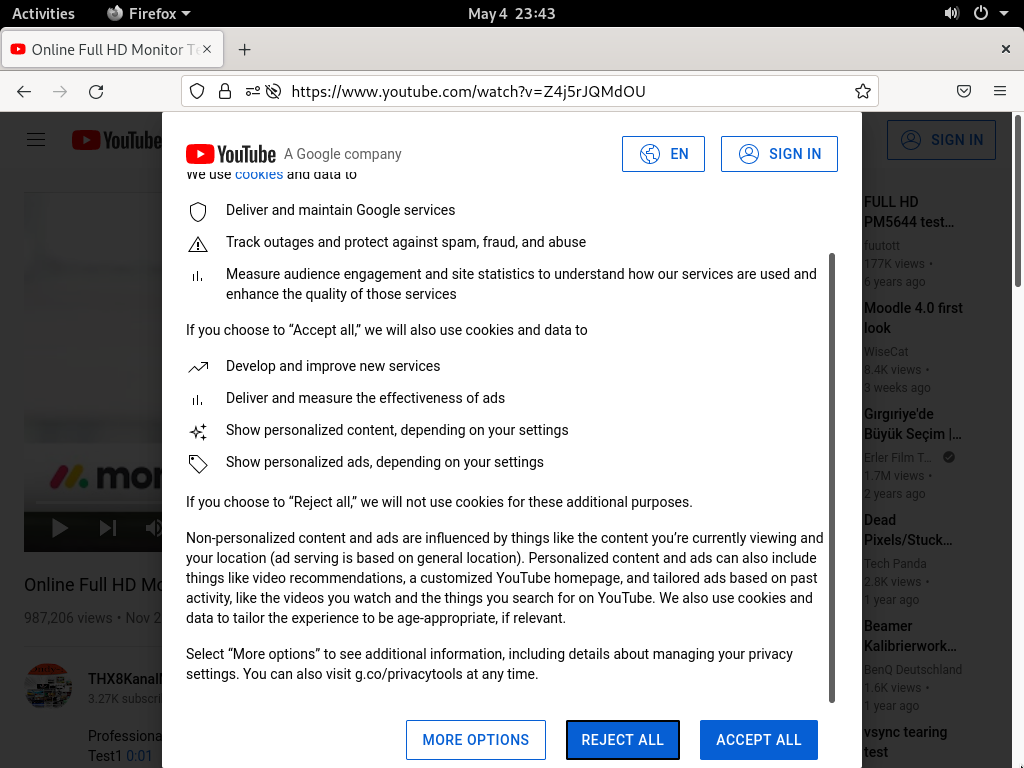 Activities
Firefox
May 4 23:43
Online Full HD Monitor Te
https://www.youtube.com/watch?v=Z4j5rJQMdOU
YouTube
SIGN IN
YouTube
A Google company
EN
SIGN IN
We use cookies and data to
Deliver and maintain Google services
Track outages and protect against spam, fraud, and abuse
Measure audience engagement and site statistics to understand how our services are used and
enhance the quality of those services
If you choose to “Accept all,” we will also use cookies and data to
Develop and improve new services
Deliver and measure the effectiveness of ads
Show personalized content, depending on your settings
Show personalized ads, depending on your settings
If you choose to “Reject all,” we will not use cookies for these additional purposes.
Non-personalized content and ads are influenced by things like the content you’re currently viewing and
your location (ad serving is based on general location). Personalized content and ads can also include
things like video recommendations, a customized YouTube homepage, and tailored ads based on past
activity, like the videos you watch and the things you search for on YouTube. We also use cookies and
data to tailor the experience to be age-appropriate, if relevant.
Select “More options” to see additional information, including details about managing your privacy
settings. You can also visit g.co/privacytools at any time.
MORE OPTIONS
REJECT ALL
ACCEPT ALL
mon
Online Full HD Mo
987,206 views • Nov 2
THX8KanalI
3.27K subscri
Professiona
Test1 0:01
FULL HD
PM5644 test…
fuutott
177K views •
6 years ago
Moodle 4.0 first
look
WiseCat
8.4K views •
3 weeks ago
Gırgıriye'de
Büyük Seçim |…
Erler Film T…
1.7M views •
2 years ago
Dead
Pixels/Stuck…
Tech Panda
2.8K views •
1 year ago
Beamer
Kalibrierwork…
BenQ Deutschland
1.6K views •
1 year ago
vsync tearing
test